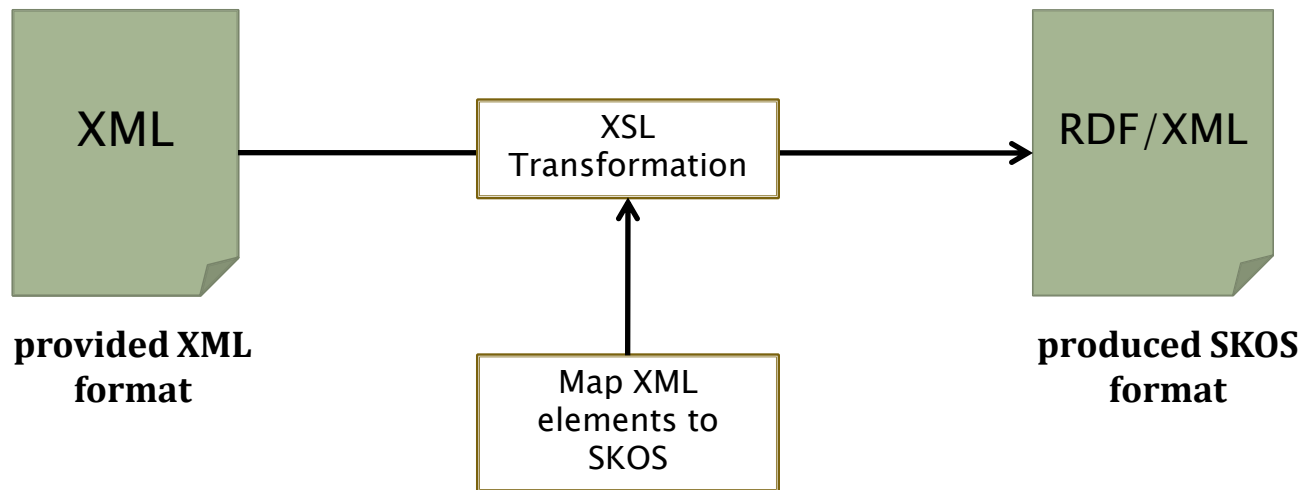 XML
XSL
Transformation
RDF/XML
provided XML
format
Map XML
elements to
SKOS
produced SKOS
format